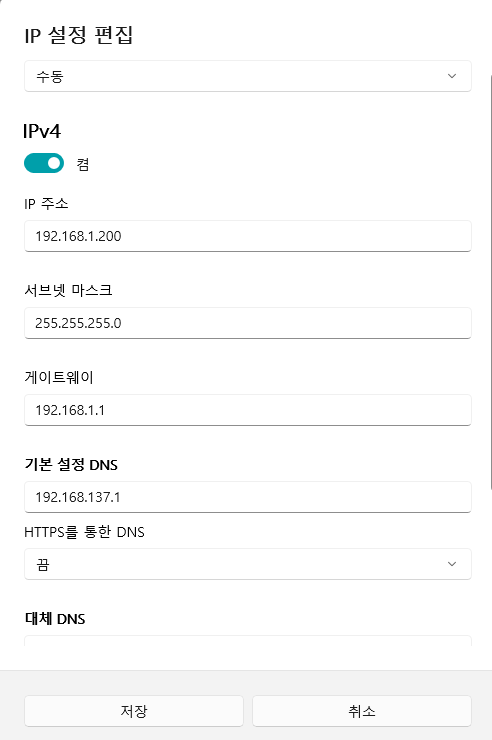 IP 설정 편집
수동
IPv4
켬
IP 주소
192.168.1.200
서브넷 마스크
255.255.255.0
게이트웨이
192.168.1.1
기본 설정 DNS
192.168.137.1
HTTPS를 통한 DNS
끔
대체 DNS
저장 취소